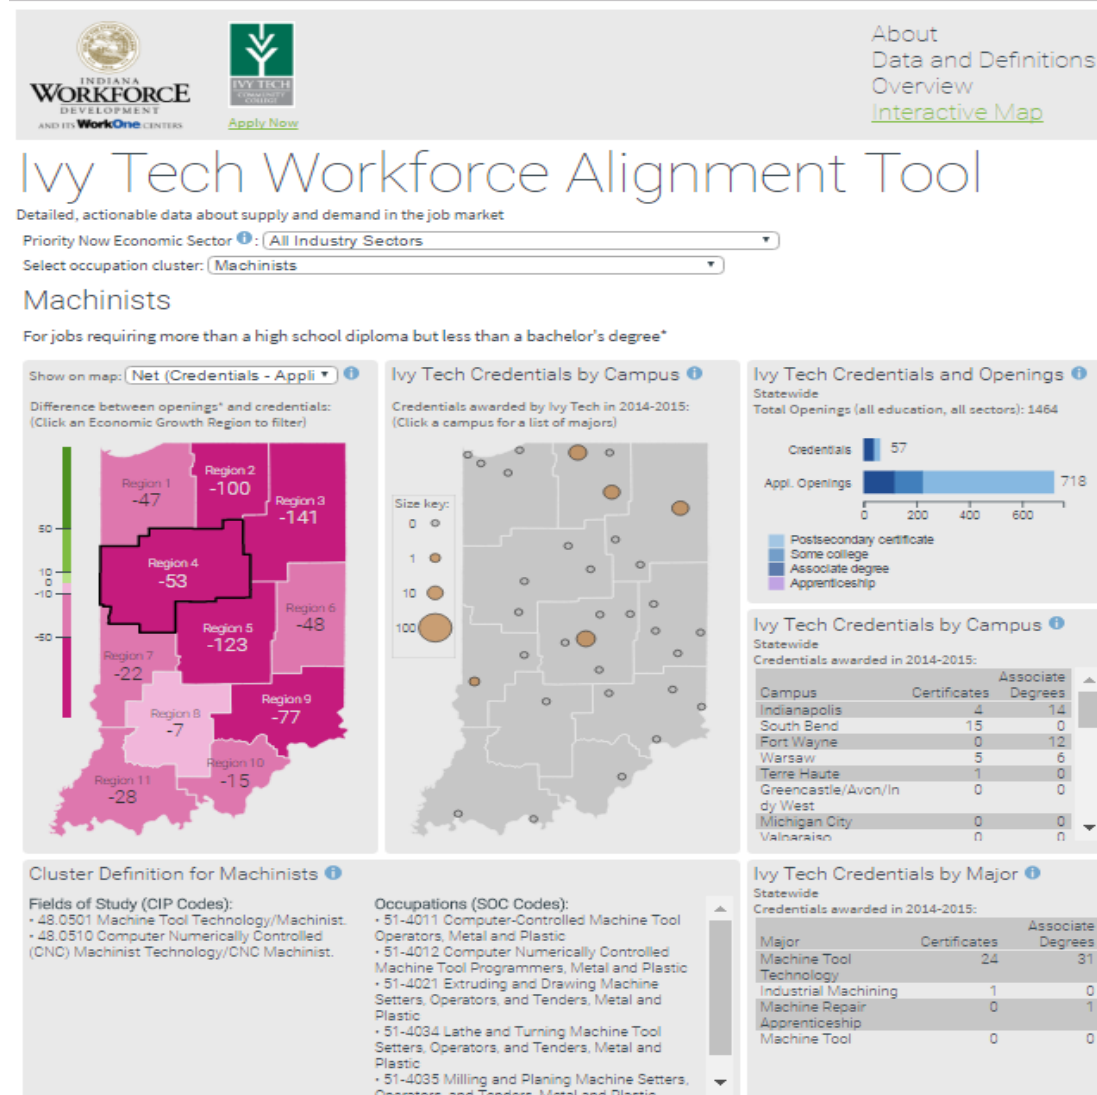 INDIANA
WORKFORCE
DEVELOPMENT
AND ITS WorkOne CENTERS
IVY TECH
COMMUNITY
COLLEGE
Apply Now
About
Data and Definitions
Overview
Interactive Map
Ivy Tech Workforce Alignment Tool
Detailed, actionable data about supply and demand in the job market
Priority Now Economic Sector : All Industry Sectors
Select occupation cluster: Machinists
Machinists
For jobs requiring more than a high school diploma but less than a bachelor's degree*
Show on map: Net (Credentials - Appli
Difference between openings* and credentials:
(Click an Economic Growth Region to filter)
50
10
0
-10
-50
Region 1
-47
Region 2
-100
Region 3
-141
Region 4
-53
Region 5
-123
Region 6
-48
Region 7
-22
Region 8
-7
Region 9
-77
Region 10
-15
Region 11
-28
Ivy Tech Credentials by Campus
Credentials awarded by Ivy Tech in 2014-2015:
(Click a campus for a list of majors)
Size key:
0
1
10
100
Ivy Tech Credentials and Openings
Statewide
Total Openings (all education, all sectors): 1464
Credentials 57
Appl. Openings 718
0 200 400 600
Postsecondary certificate
Some college
Associate degree
Apprenticeship
Ivy Tech Credentials by Campus
Statewide
Credentials awarded in 2014-2015:
Campus Certificates Associate Degrees
Indianapolis 4 14
South Bend 15 0
Fort Wayne 0 12
Warsaw 5 6
Terre Haute 1 0
Greencastle/Avon/In
dy West 0 0
Michigan City 0 0
Valparaiso 0 0
Cluster Definition for Machinists
Fields of Study (CIP Codes):
• 48.0501 Machine Tool Technology/Machinist.
• 48.0510 Computer Numerically Controlled
(CNC) Machinist Technology/CNC Machinist.
Occupations (SOC Codes):
• 51-4011 Computer-Controlled Machine Tool
Operators, Metal and Plastic
• 51-4012 Computer Numerically Controlled
Machine Tool Programmers, Metal and Plastic
• 51-4021 Extruding and Drawing Machine
Setters, Operators, and Tenders, Metal and
Plastic
• 51-4034 Lathe and Turning Machine Tool
Setters, Operators, and Tenders, Metal and
Plastic
• 51-4035 Milling and Planing Machine Setters,
Operators, and Tenders, Metal and Plastic
Ivy Tech Credentials by Major
Statewide
Credentials awarded in 2014-2015:
Major Certificates Associate Degrees
Machine Tool
Technology 24 31
Industrial Machining 1 0
Machine Repair
Apprenticeship 0 1
Machine Tool 0 0